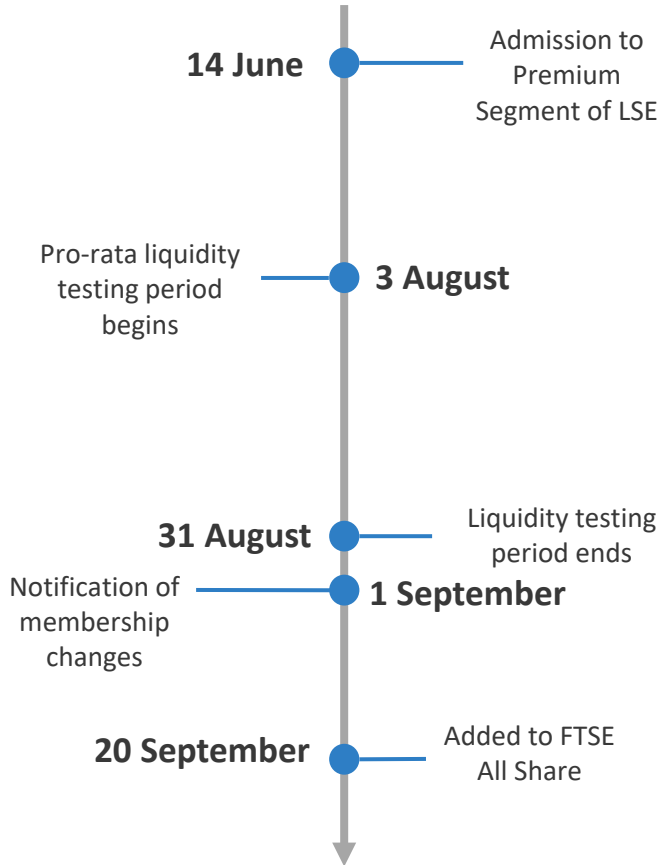 14 June
Admission to
Premium
Segment of LSE
Pro-rata liquidity
testing period
begins
3 August
31 August
Liquidity testing
period ends
Notification of
membership
changes
1 September
20 September
Added to FTSE
All Share